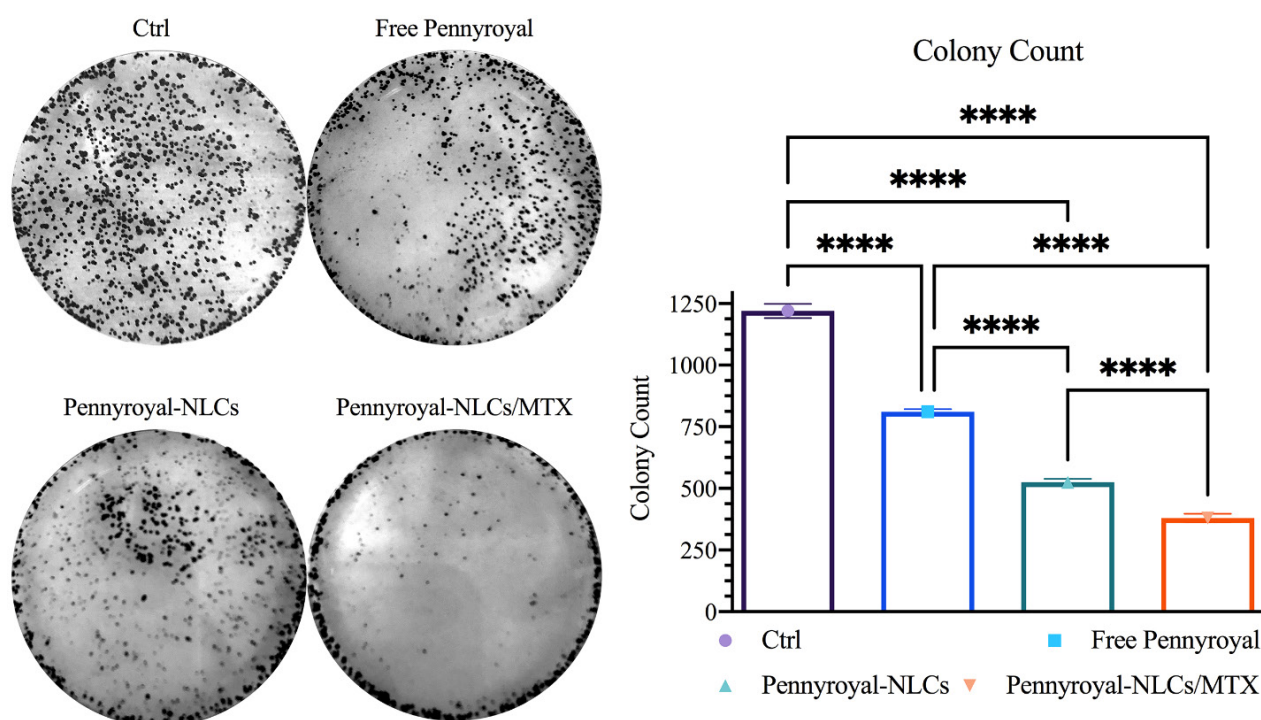 Ctrl
Free Pennyroyal
Pennyroyal-NLCs
Pennyroyal-NLCs/MTX
Colony Count
****
****
****
****
****
****
Colony Count
1250
1000
750
500
250
0
Ctrl
Free Pennyroyal
Pennyroyal-NLCs
Pennyroyal-NLCs/MTX